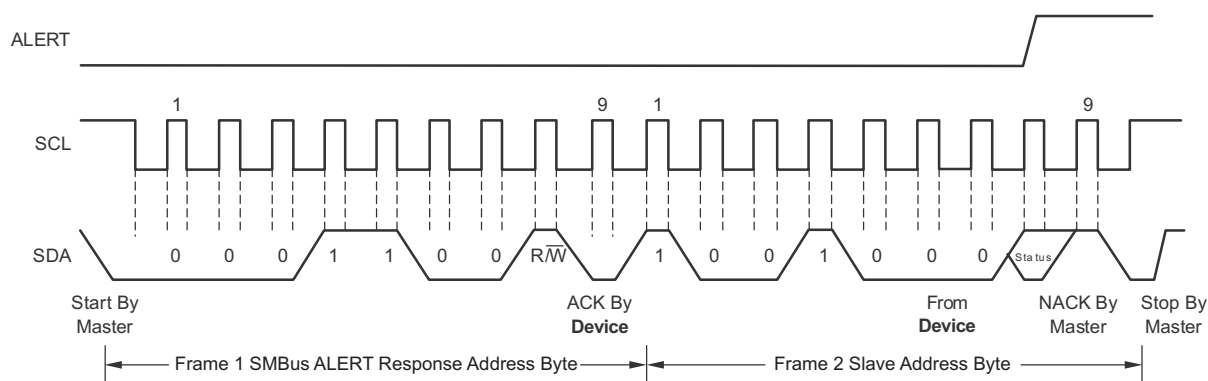 ALERT
1 9 1 9
SCL
SDA
0 0 0 1 1 0 0 R/W̅ 1 0 0 1 0 0 0 Status
Start By
Master
ACK By
Device
From
Device
NACK By
Master
Stop By
Master
Frame 1 SMBus ALERT Response Address Byte
Frame 2 Slave Address Byte